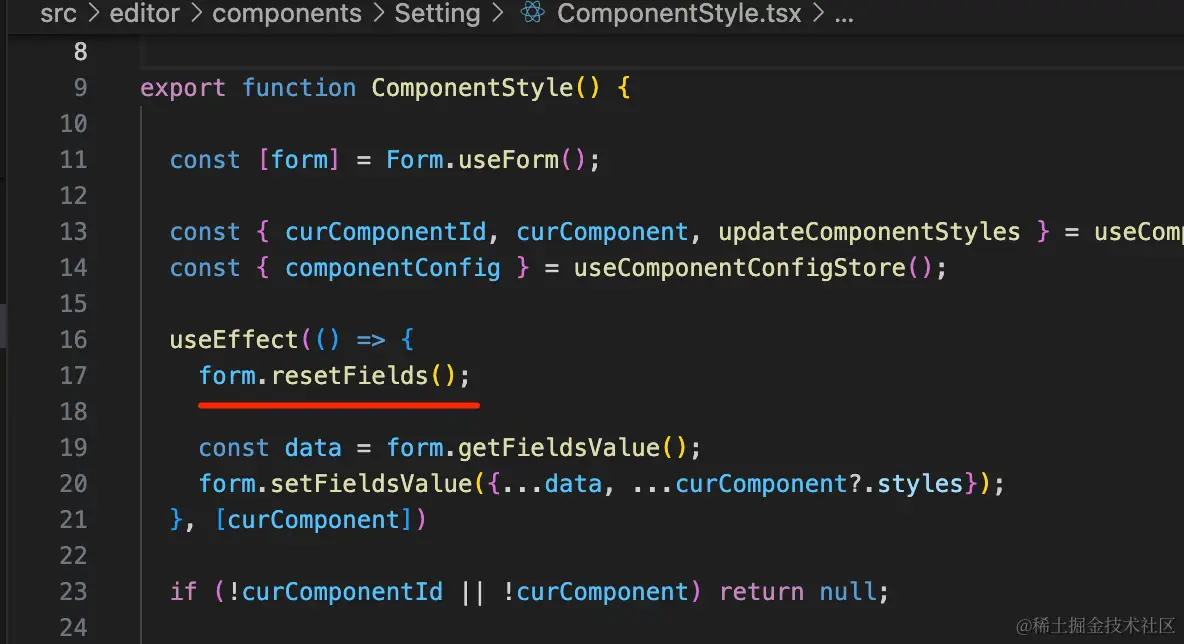 src > editor > components > Setting > ComponentStyle.tsx > ...
8
9 export function ComponentStyle() {
10
11 const [form] = Form.useForm();
12
13 const { curComponentId, curComponent, updateComponentStyles } = useComp
14 const { componentConfig } = useComponentConfigStore();
15
16 useEffect(() => {
17 form.resetFields();
18
19 const data = form.getFieldsValue();
20 form.setFieldsValue({...data, ...curComponent?.styles});
21 }, [curComponent])
22
23 if (!curComponentId || !curComponent) return null;
24
@稀土掘金技术社区